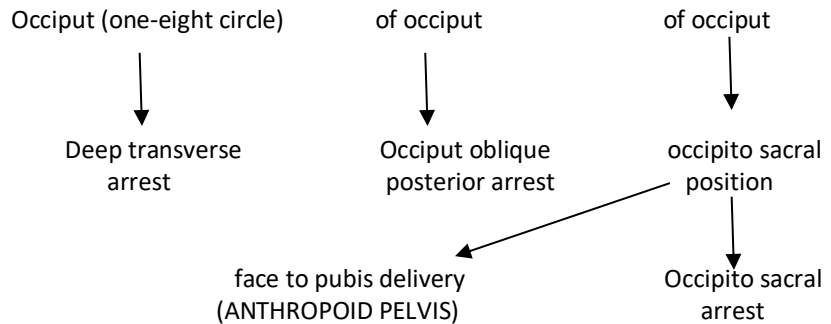 Occiput (one-eight circle) of occiput of occiput
Deep transverse arrest
Occiput oblique posterior arrest
occipito sacral position
face to pubis delivery
(ANTHROPOID PELVIS)
Occipito sacral arrest